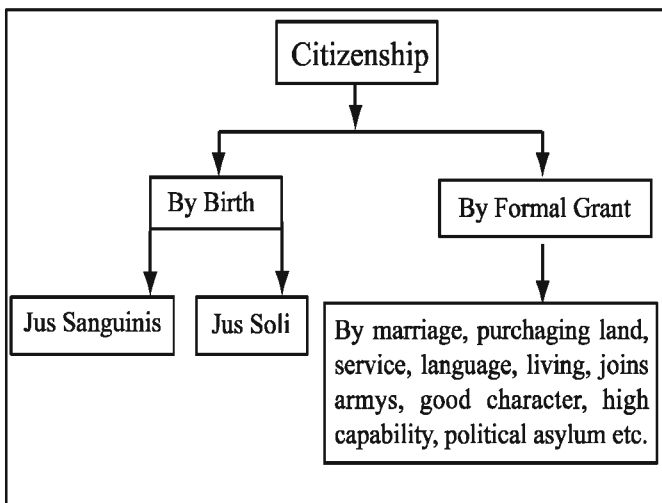 Citizenship
By Birth
By Formal Grant
Jus Sanguinis
Jus Soli
By marriage, purchaging land,
service, language, living, joins
armys, good character, high
capability, political asylum etc.